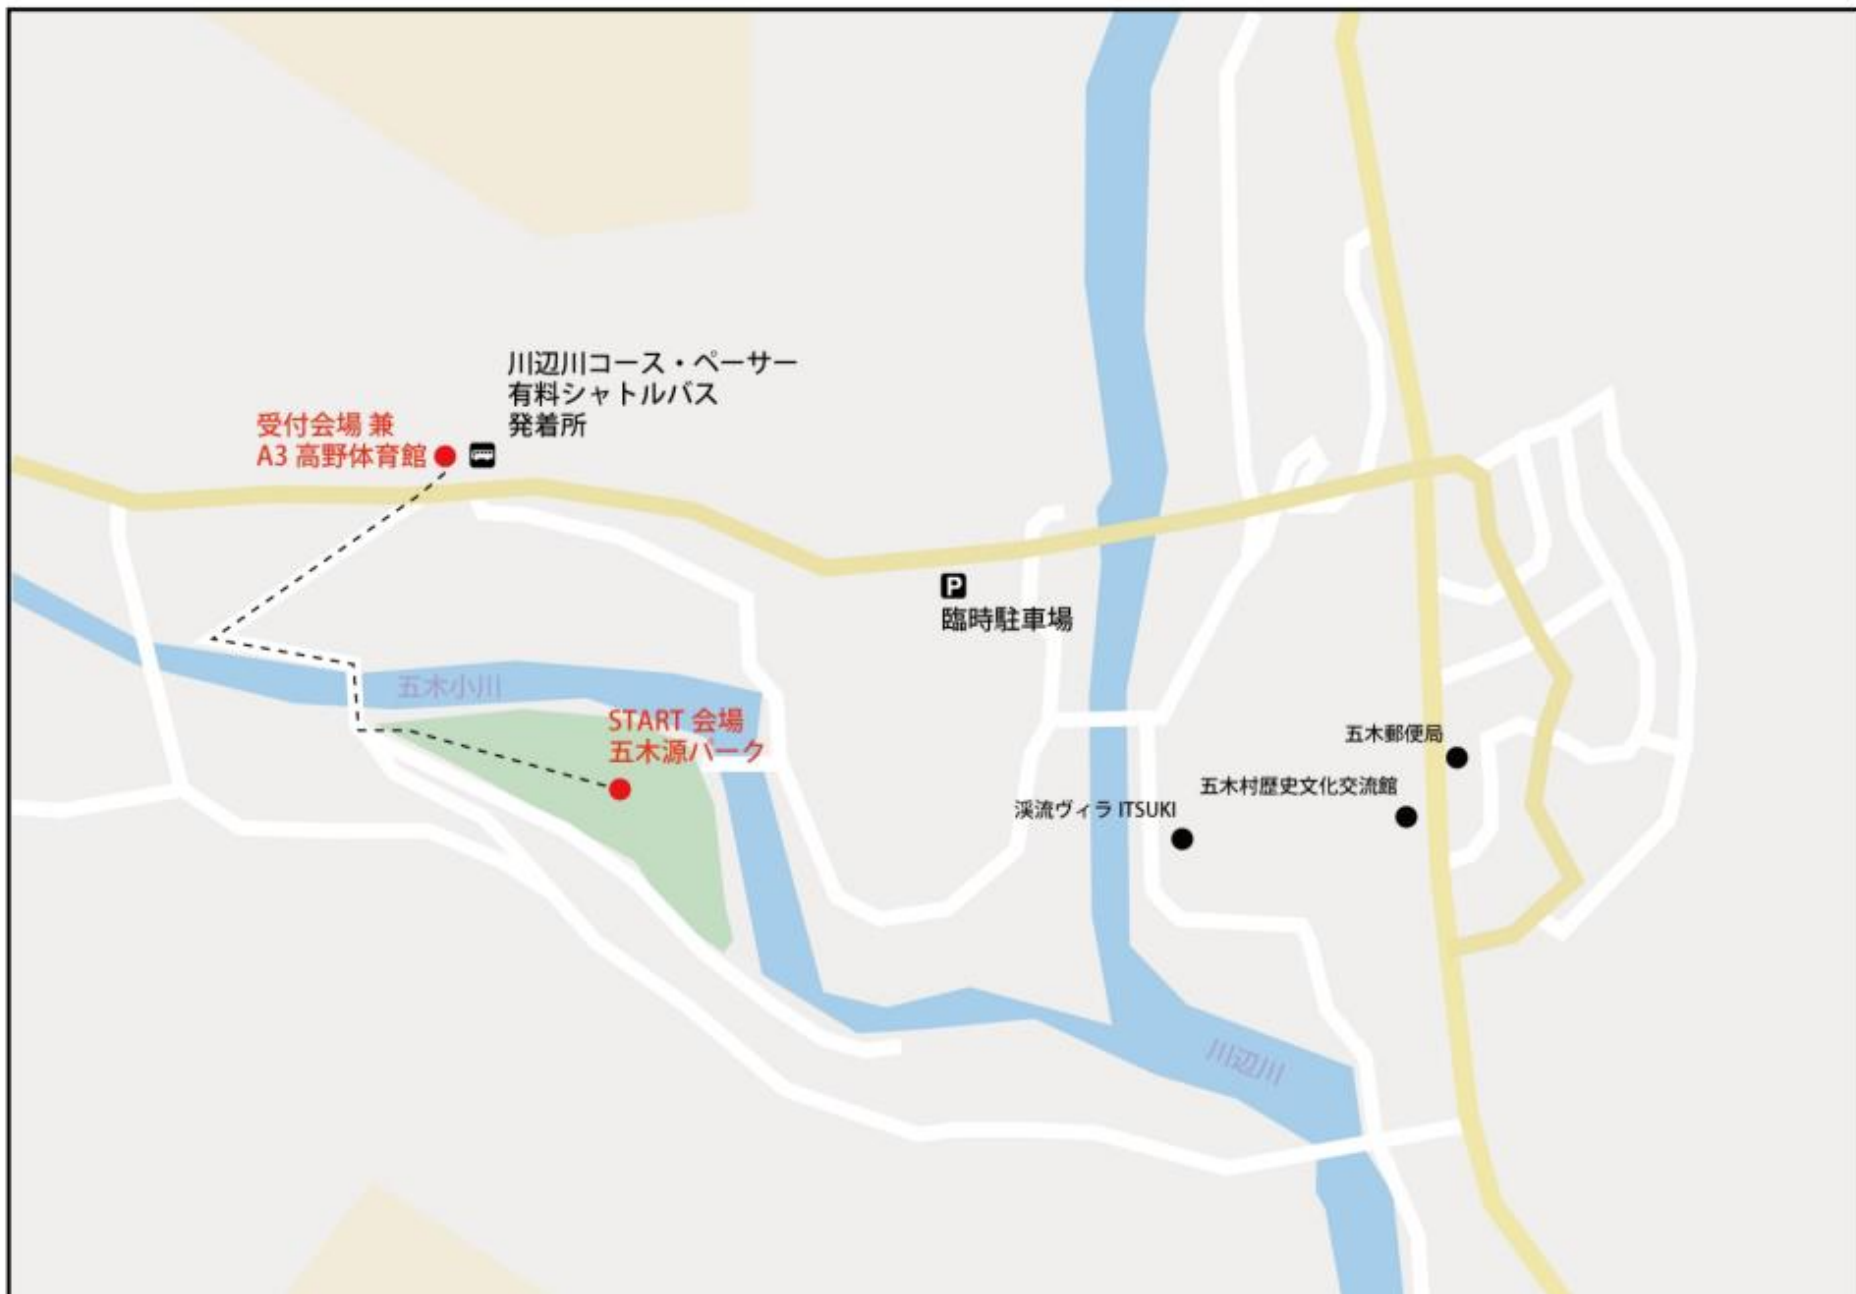 川辺川コース・ペーサー
有料シャトルバス
発着所
受付会場 兼
A3 高野体育館
P
臨時駐車場
五木小川
START 会場
五木源パーク
五木郵便局
五木村歴史文化交流館
渓流ヴィラ ITSUKI
川辺川